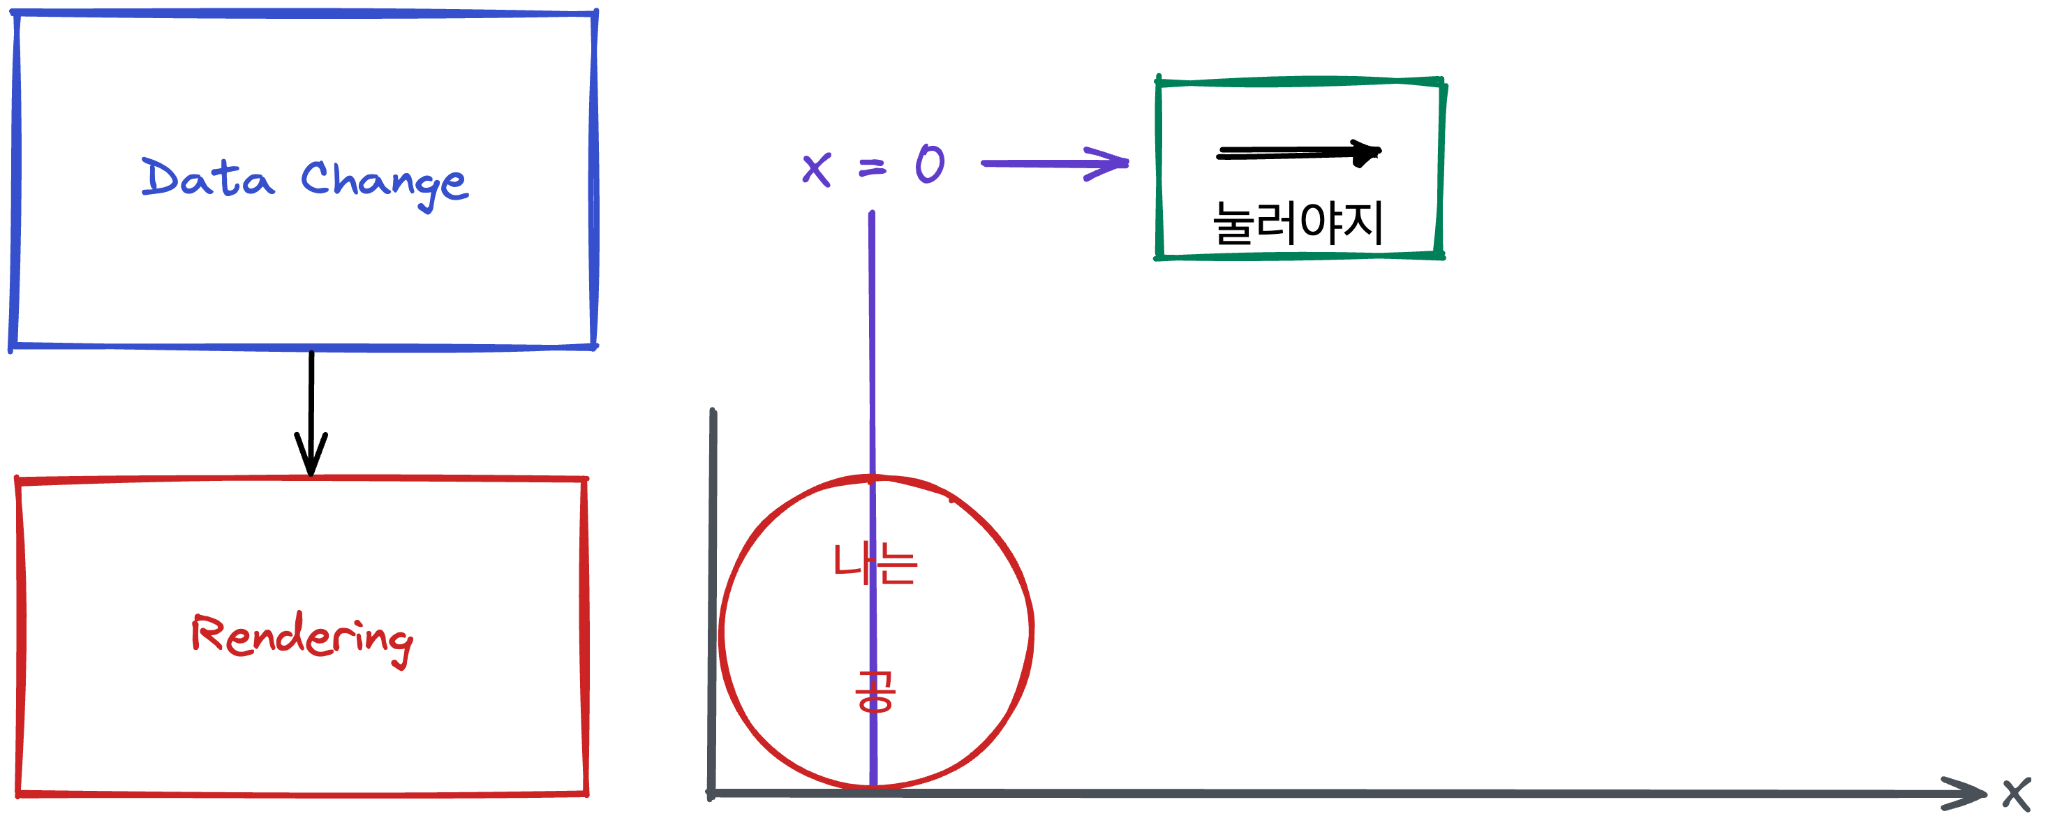 Data Change
Rendering
x = 0
눌러야지
나는
공
x